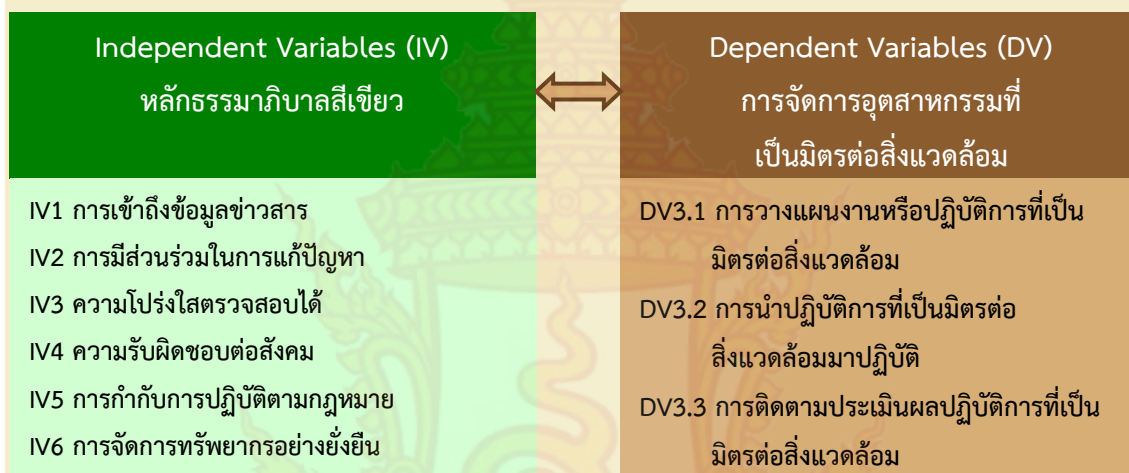 Independent Variables (IV)
หลักธรรมาภิบาลสีเขียว
IV1 การเข้าถึงข้อมูลข่าวสาร
IV2 การมีส่วนร่วมในการแก้ปัญหา
IV3 ความโปร่งใสตรวจสอบได้
IV4 ความรับผิดชอบต่อสังคม
IV5 การกำกับการปฏิบัติตามกฎหมาย
IV6 การจัดการทรัพยากรอย่างยั่งยืน
Dependent Variables (DV)
การจัดการอุตสาหกรรมที่
เป็นมิตรต่อสิ่งแวดล้อม
DV3.1 การวางแผนงานหรือปฏิบัติการที่เป็น
มิตรต่อสิ่งแวดล้อม
DV3.2 การนำปฏิบัติการที่เป็นมิตรต่อ
สิ่งแวดล้อมมาปฏิบัติ
DV3.3 การติดตามประเมินผลปฏิบัติการที่เป็น
มิตรต่อสิ่งแวดล้อม